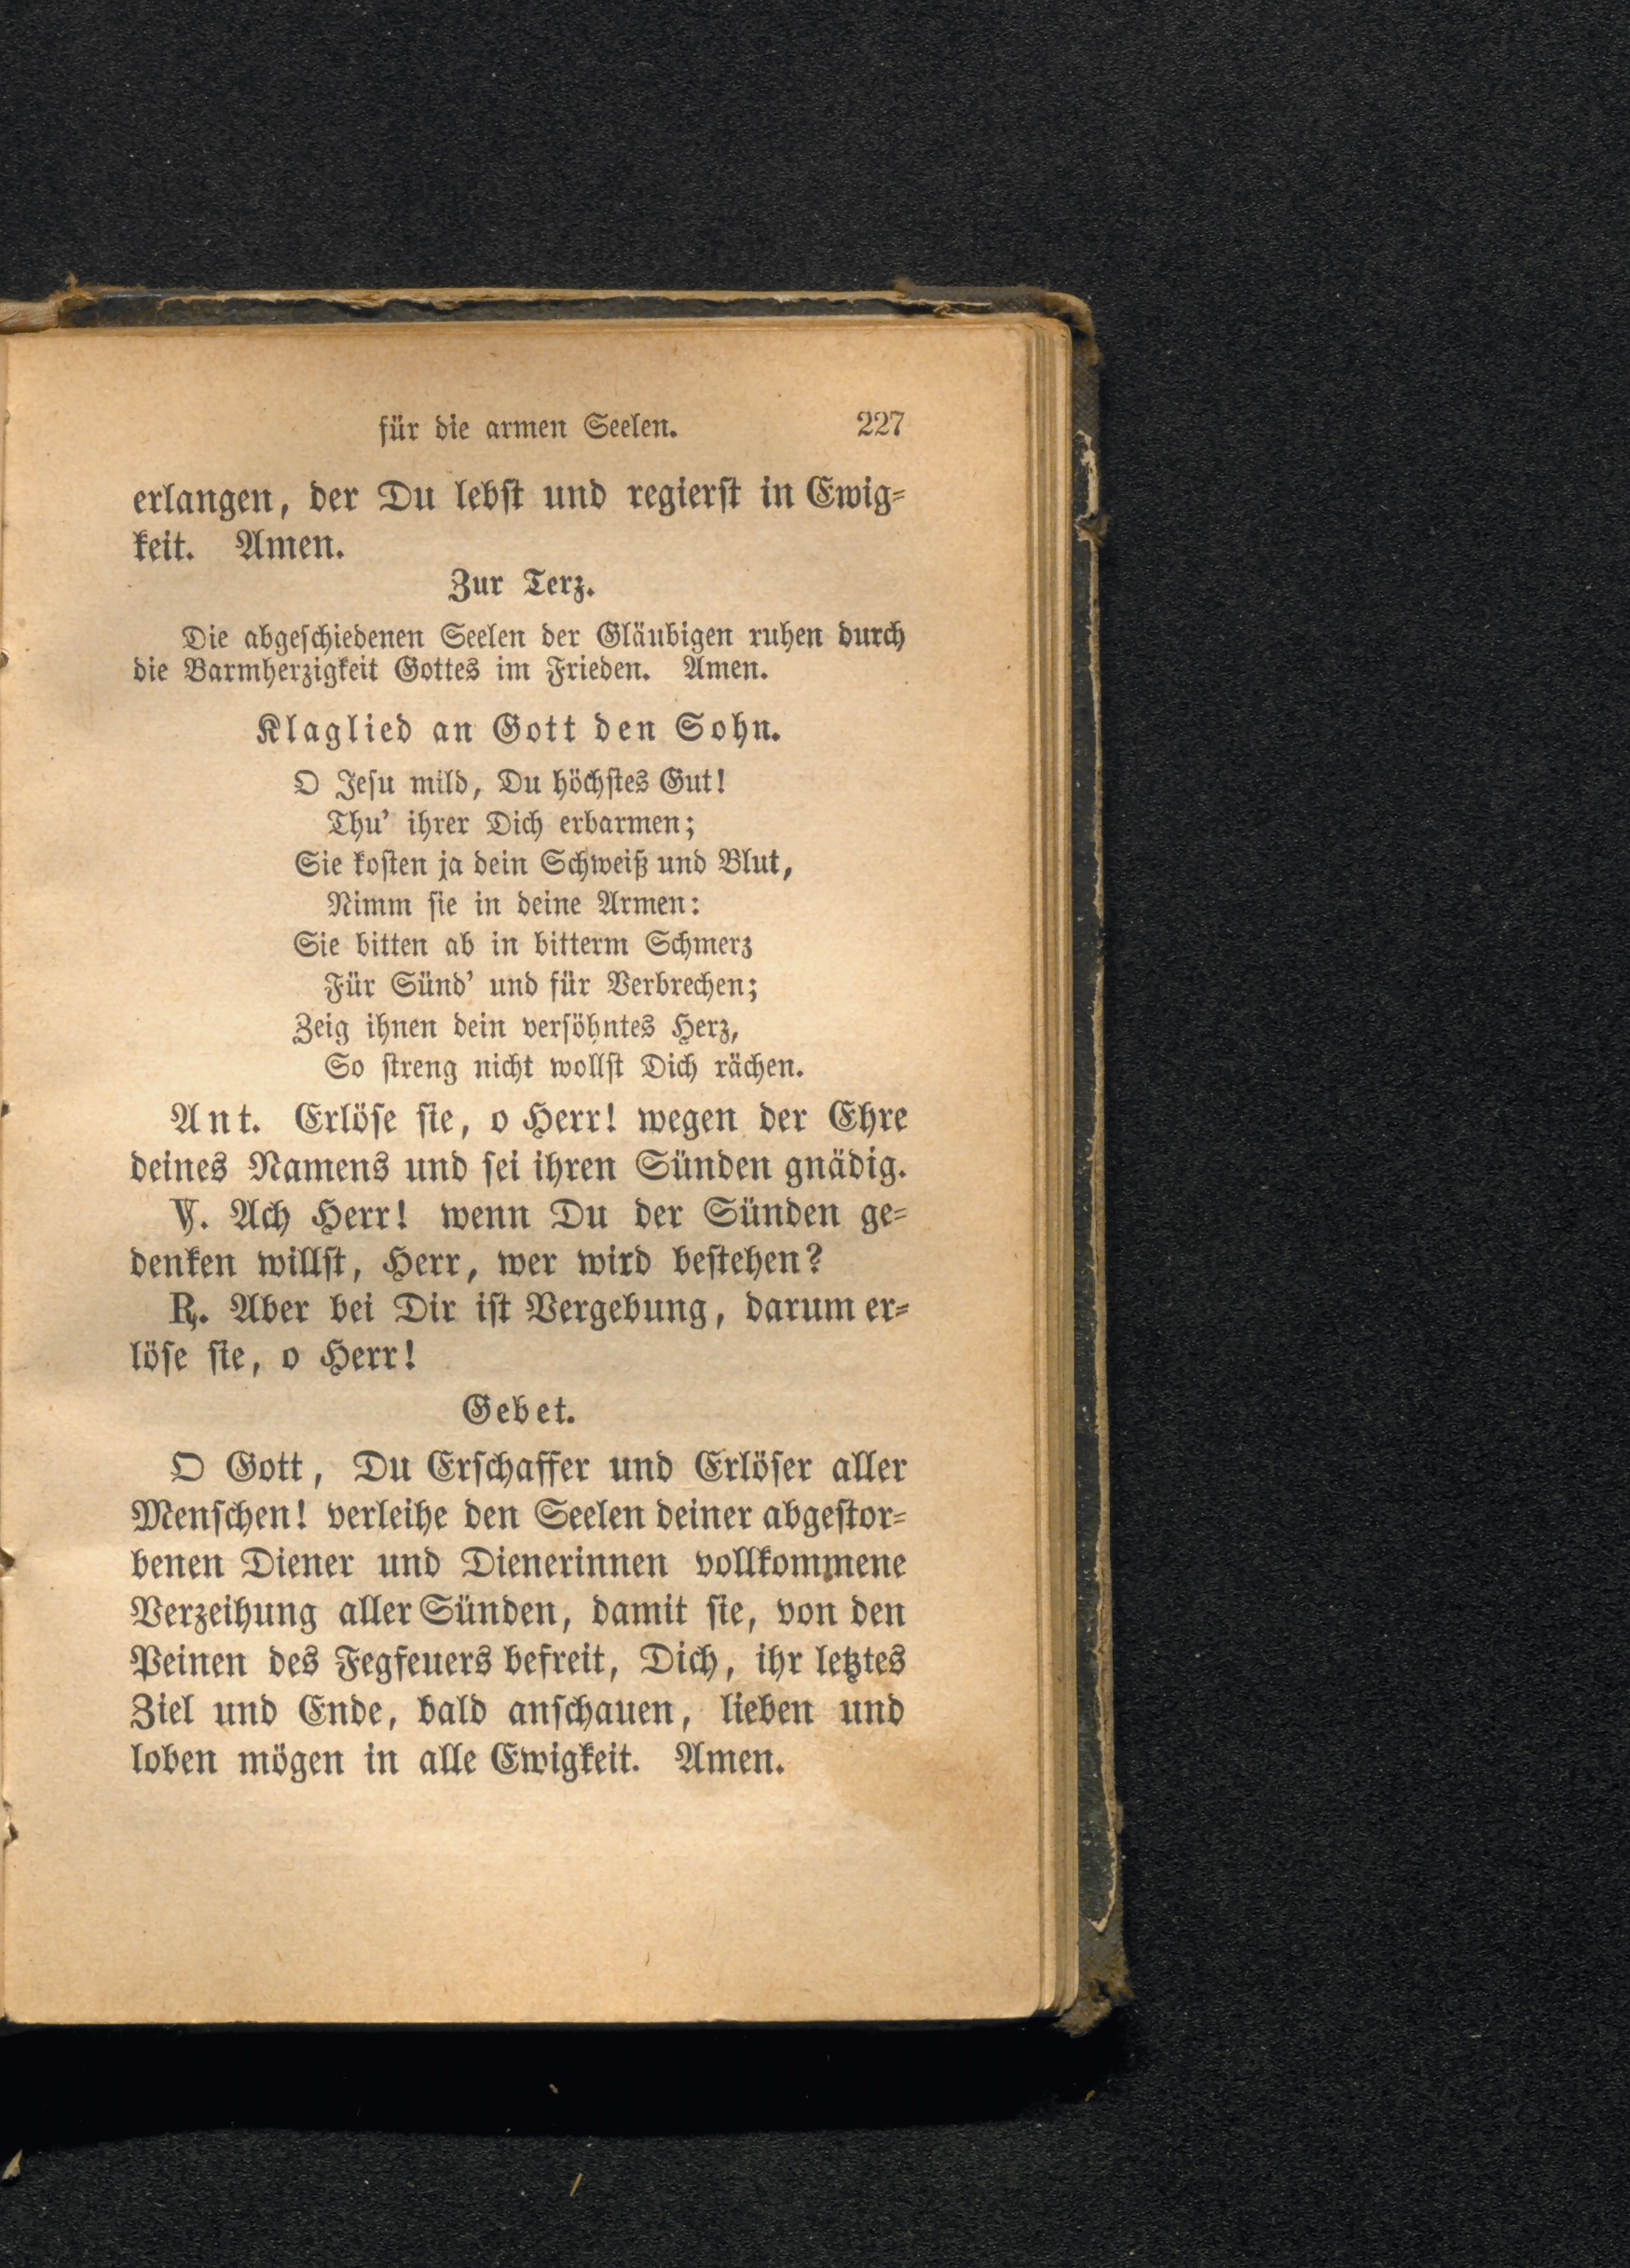 für die armen Seelen. 227
erlangen, der Du lebst und regierst in Ewig-
keit. Amen.
Zur Terz.
Die abgeschiedenen Seelen der Gläubigen ruhen durch
die Barmherzigkeit Gottes im Frieden. Amen.
Klaglied an Gott den Sohn.
O Jesu mild, Du höchstes Gut!
Thu' ihrer Dich erbarmen;
Sie kosten ja dein Schweiß und Blut,
Nimm sie in deine Armen:
Sie bitten ab in bitterm Schmerz
Für Sünd' und für Verbrechen;
Zeig ihnen dein versöhntes Herz,
So streng nicht wollst Dich rächen.
Ant. Erlöse sie, o Herr! wegen der Ehre
deines Namens und sei ihren Sünden gnädig.
℣. Ach Herr! wenn Du der Sünden ge-
denken willst, Herr, wer wird bestehen?
℟. Aber bei Dir ist Vergebung, darum er-
löse sie, o Herr!
Gebet.
O Gott, Du Erschaffer und Erlöser aller
Menschen! verleihe den Seelen deiner abgestor-
benen Diener und Dienerinnen vollkommene
Verzeihung aller Sünden, damit sie, von den
Peinen des Fegfeuers befreit, Dich, ihr letztes
Ziel und Ende, bald anschauen, lieben und
loben mögen in alle Ewigkeit. Amen.